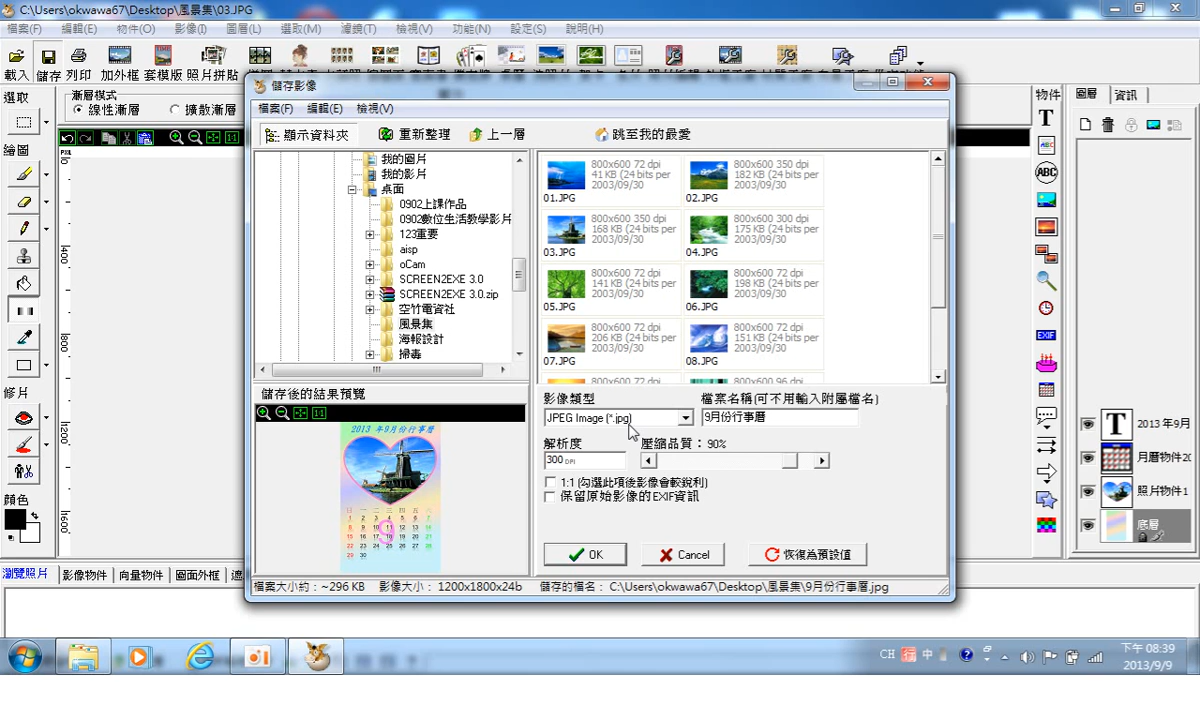 C:\Users\okwawa67\Desktop\風景集\03.JPG
檔案(F) 編輯(E) 物件(O) 影像(I) 圖層(L) 選取(M) 濾鏡(T) 檢視(V) 功能(N) 設定(S) 說明(H)
載入 儲存 列印 加外框 套模版 照片拼貼
選取
漸層模式
線性漸層 擴散漸層
繪圖
修片
顏色
儲存影像
檔案(F) 編輯(E) 檢視(V)
顯示資料夾 重新整理 上一層 跳至我的最愛
我的圖片
我的影片
桌面
0902上課作品
0902數位生活教學影片
123重要
aisp
oCam
SCREEN2EXE 3.0
SCREEN2EXE 3.0.zip
空竹電資社
風景集
海報設計
掃毒
800x600 72 dpi
41 KB (24 bits per
2003/09/30
01.JPG
800x600 350 dpi
182 KB (24 bits per
2003/09/30
02.JPG
800x600 350 dpi
168 KB (24 bits per
2003/09/30
03.JPG
800x600 300 dpi
175 KB (24 bits per
2003/09/30
04.JPG
800x600 72 dpi
141 KB (24 bits per
2003/09/30
05.JPG
800x600 72 dpi
198 KB (24 bits per
2003/09/30
06.JPG
800x600 72 dpi
206 KB (24 bits per
2003/09/30
07.JPG
800x600 72 dpi
151 KB (24 bits per
2003/09/30
08.JPG
800x600 72 dpi
800x600 96 dpi
儲存後的結果預覽
2013 年9月份行事曆
9
影像類型
JPEG Image (*.jpg)
檔案名稱(可不用輸入附屬檔名)
9月份行事曆
解析度
300 DPI
壓縮品質：90%
1:1 (勾選此項後影像會較銳利)
保留原始影像的EXIF資訊
OK Cancel 恢復為預設值
檔案大小約：~296 KB 影像大小： 1200x1800x24b 儲存的檔名： C:\Users\okwawa67\Desktop\風景集\9月份行事曆.jpg
物件
T
ABC
ABC
EXIF
圖層 資訊
2013 年9月
月曆物件20
照片物件1
底層
瀏覽照片 影像物件 向量物件 圖面外框
CH 中
下午 08:39
2013/9/9